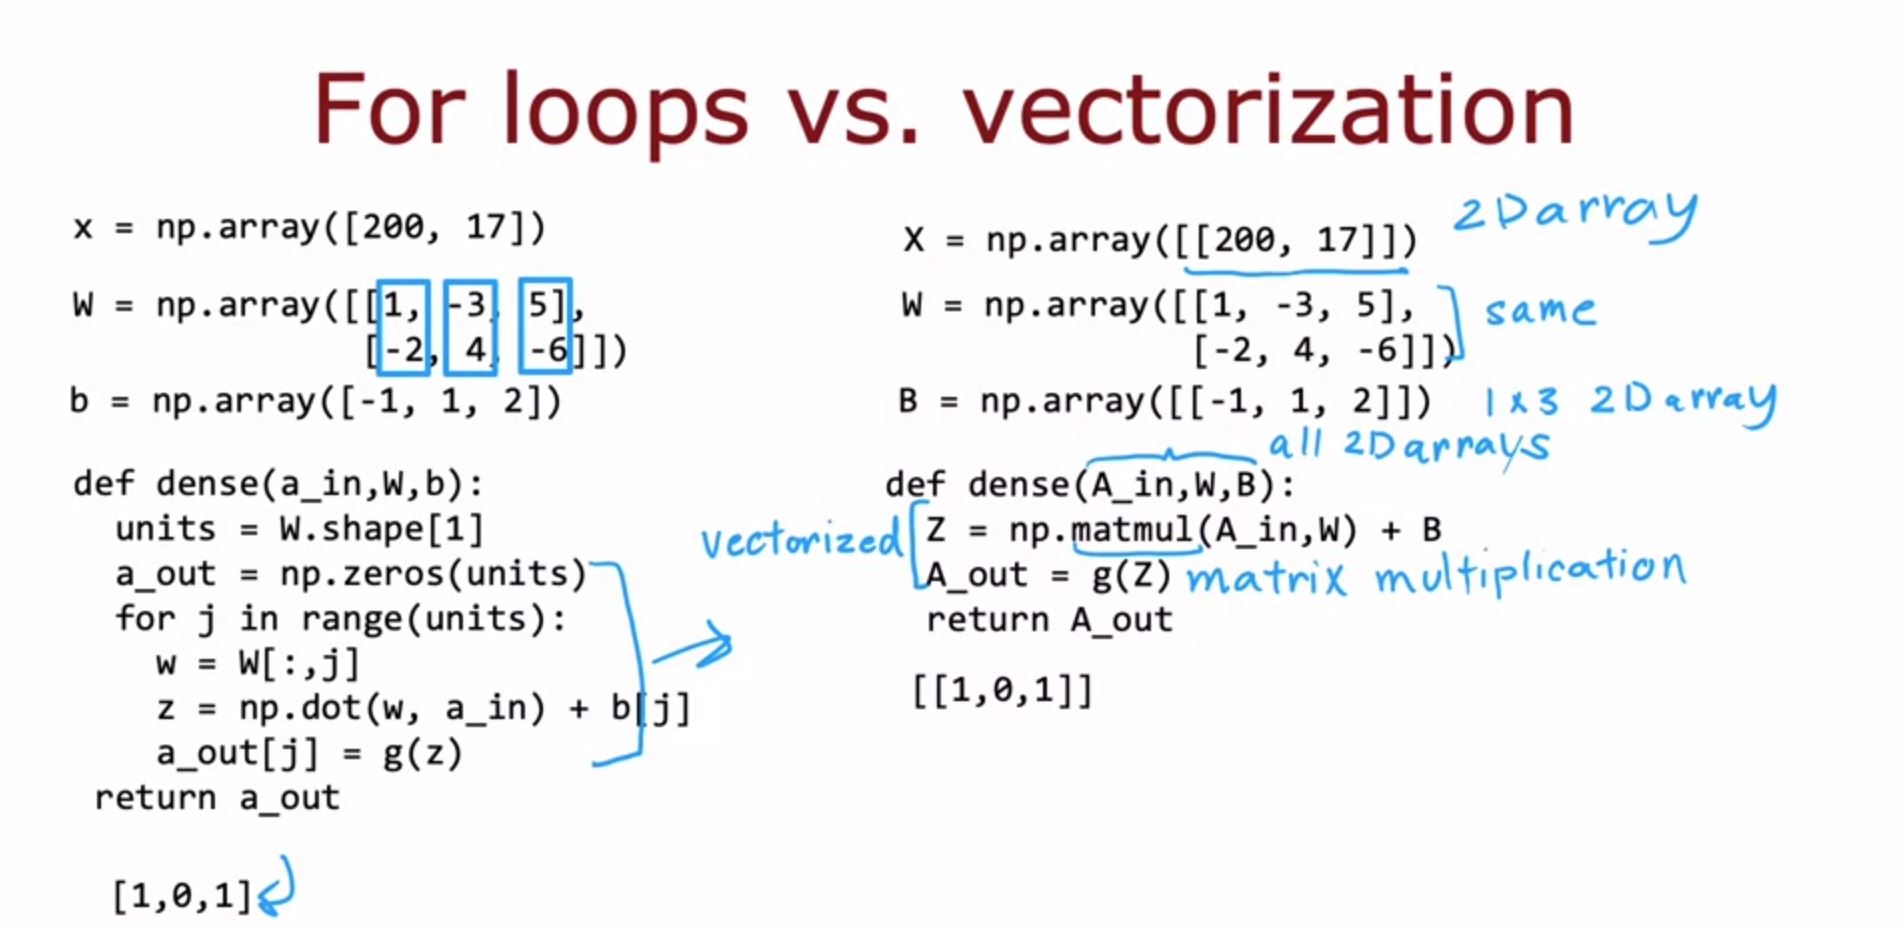 For loops vs. vectorization
x = np.array([200, 17])
W = np.array([[1, -3, 5],
[-2, 4, -6]])
b = np.array([-1, 1, 2])
def dense(a_in,W,b):
units = W.shape[1]
a_out = np.zeros(units)
for j in range(units):
w = W[:,j]
z = np.dot(w, a_in) + b[j]
a_out[j] = g(z)
return a_out
[1,0,1]
X = np.array([[200, 17]]) 2D array
W = np.array([[1, -3, 5],
[-2, 4, -6]]) same
B = np.array([[-1, 1, 2]]) 1x3 2D array
all 2D arrays
def dense(A_in,W,B):
vectorized Z = np.matmul(A_in,W) + B
A_out = g(Z) matrix multiplication
return A_out
[[1,0,1]]